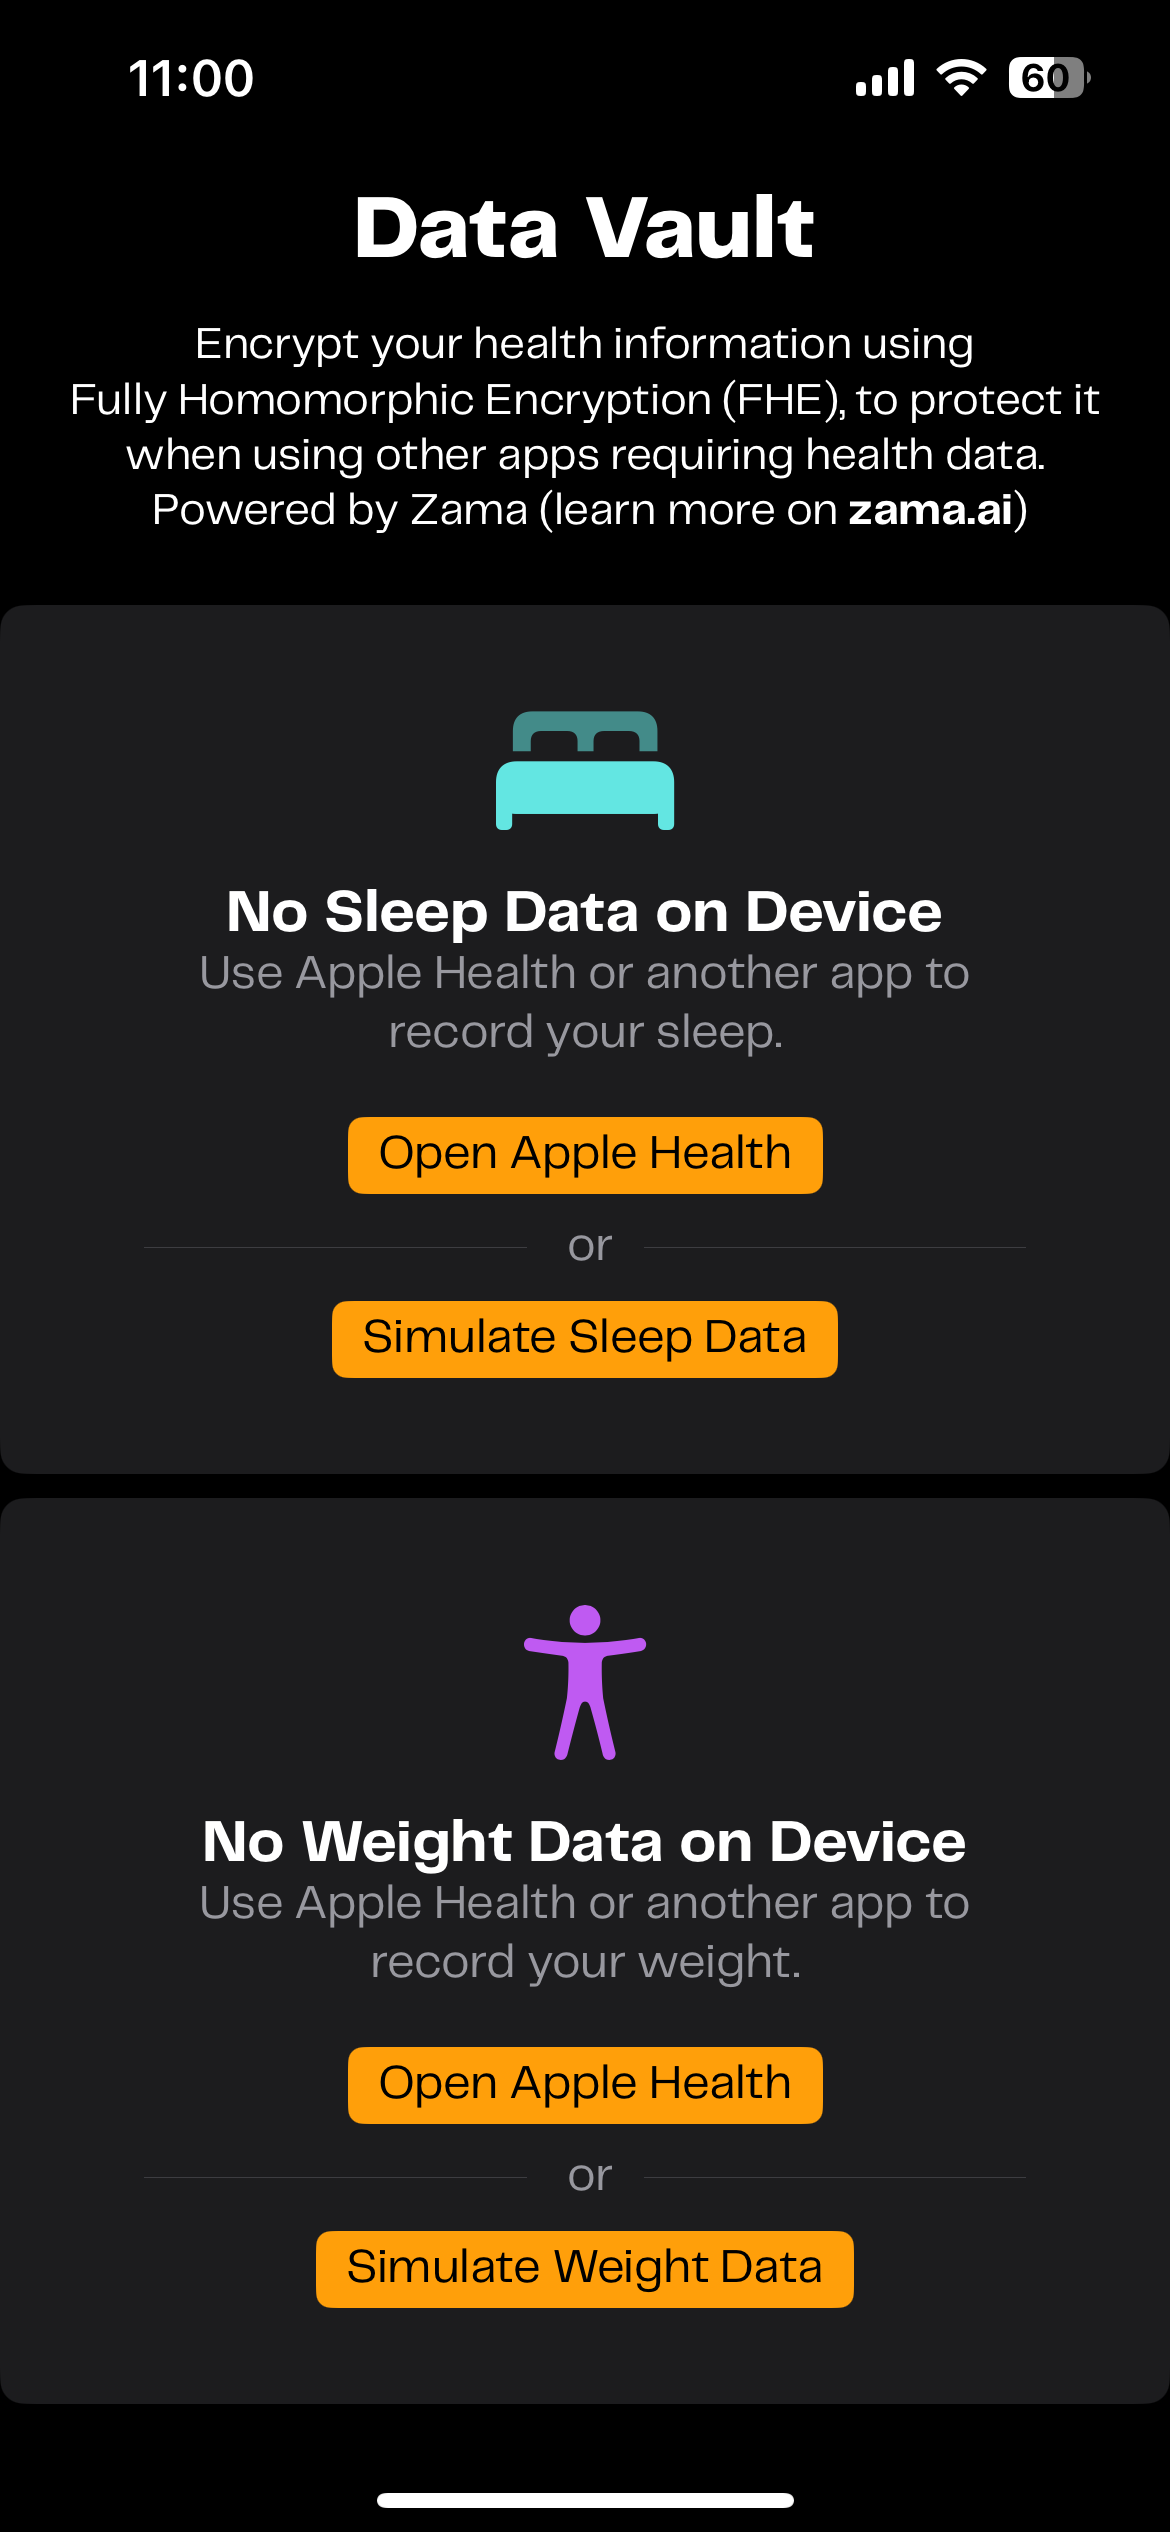 11:00
60
Data Vault
Encrypt your health information using
Fully Homomorphic Encryption (FHE), to protect it
when using other apps requiring health data.
Powered by Zama (learn more on zama.ai)
No Sleep Data on Device
Use Apple Health or another app to
record your sleep.
Open Apple Health
or
Simulate Sleep Data
No Weight Data on Device
Use Apple Health or another app to
record your weight.
Open Apple Health
or
Simulate Weight Data